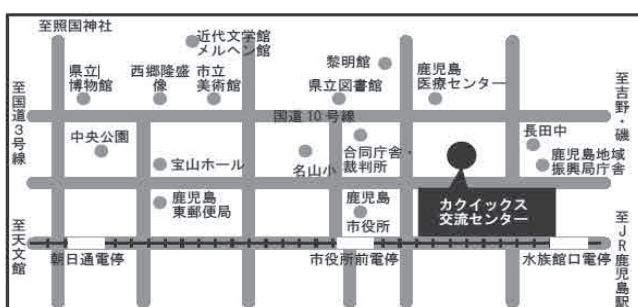 至照国神社
近代文学館
メルヘン館
黎明館
県立
博物館
西郷隆盛
像
市立
美術館
県立図書館
鹿児島
医療センター
至国道3号線
至吉野・磯
国道10号線
中央公園
宝山ホール
名山小
合同庁舎・
裁判所
長田中
鹿児島地域
振興局庁舎
鹿児島
東郵便局
鹿児島
市役所
カクイックス
交流センター
至天文館
至JR鹿児島駅
朝日通電停
市役所前電停
水族館口電停